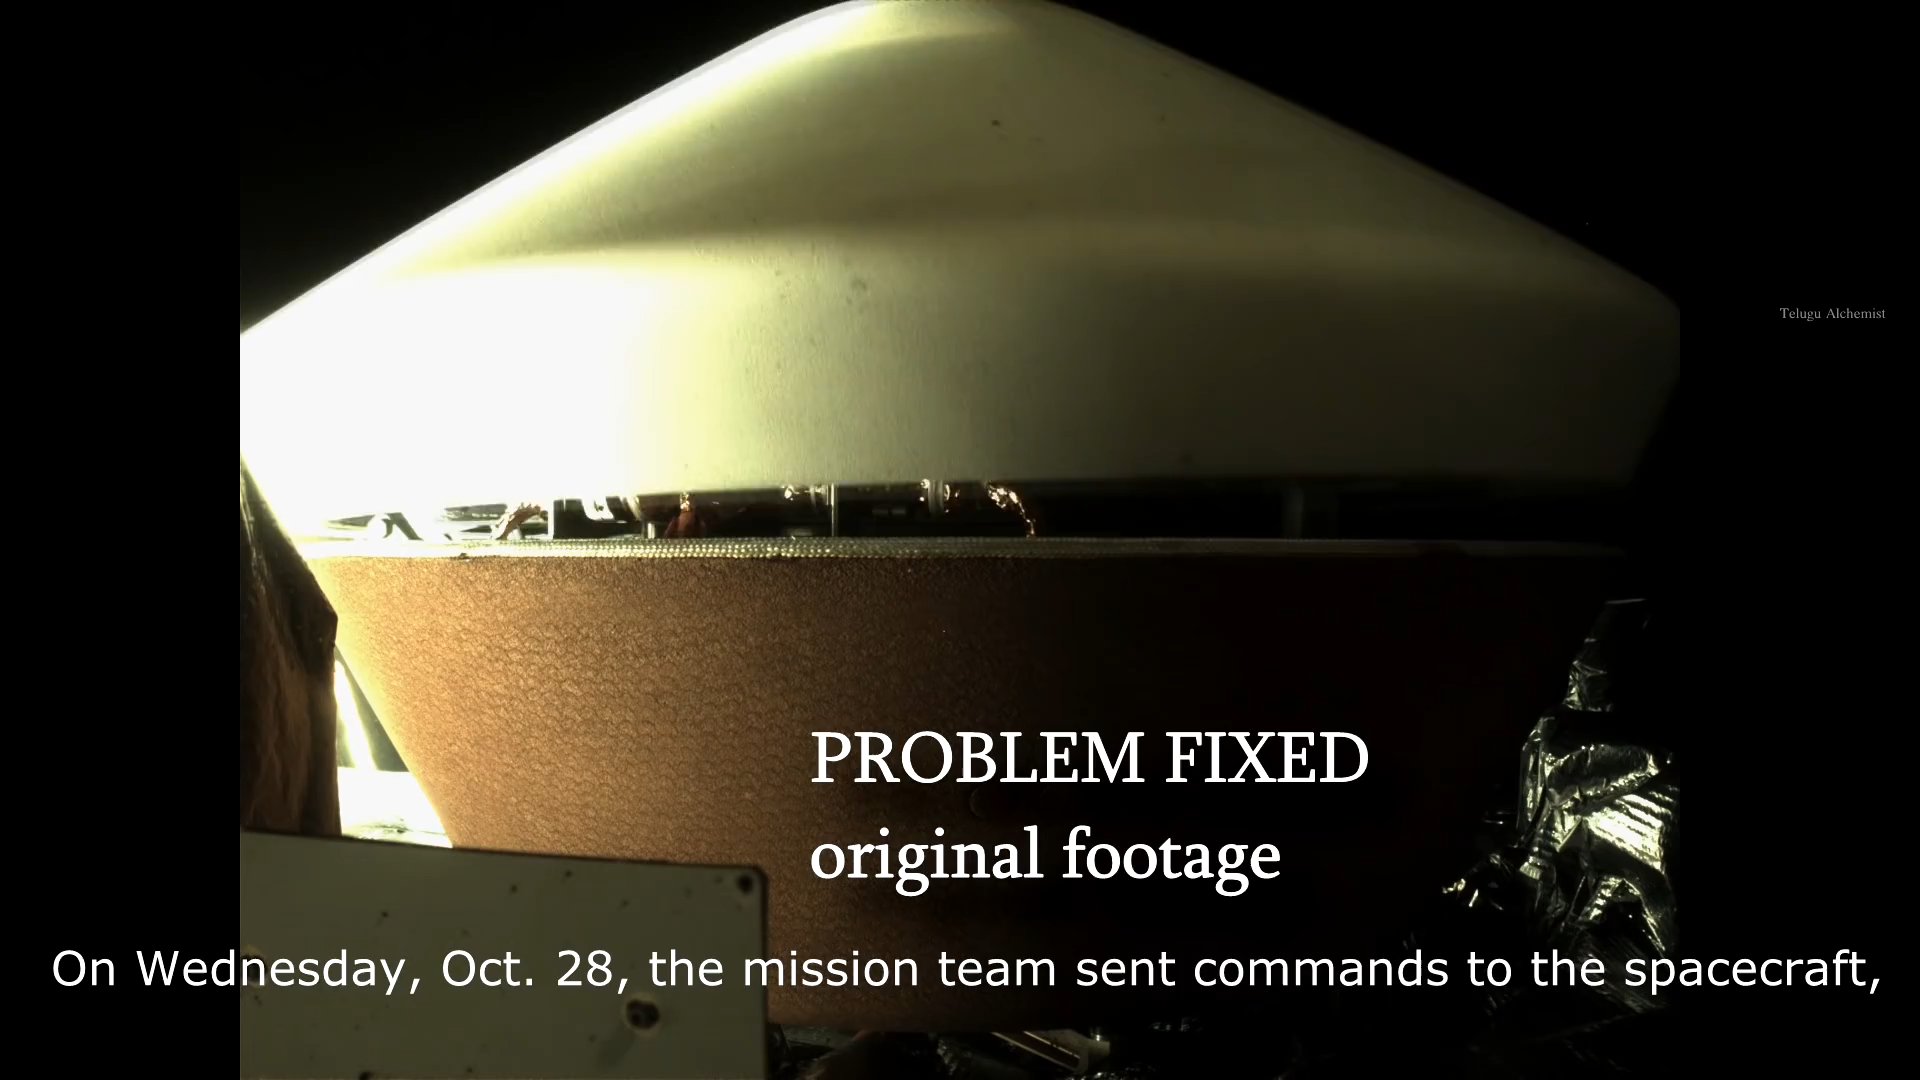 Telugu Alchemist
PROBLEM FIXED
original footage
On Wednesday, Oct. 28, the mission team sent commands to the spacecraft,